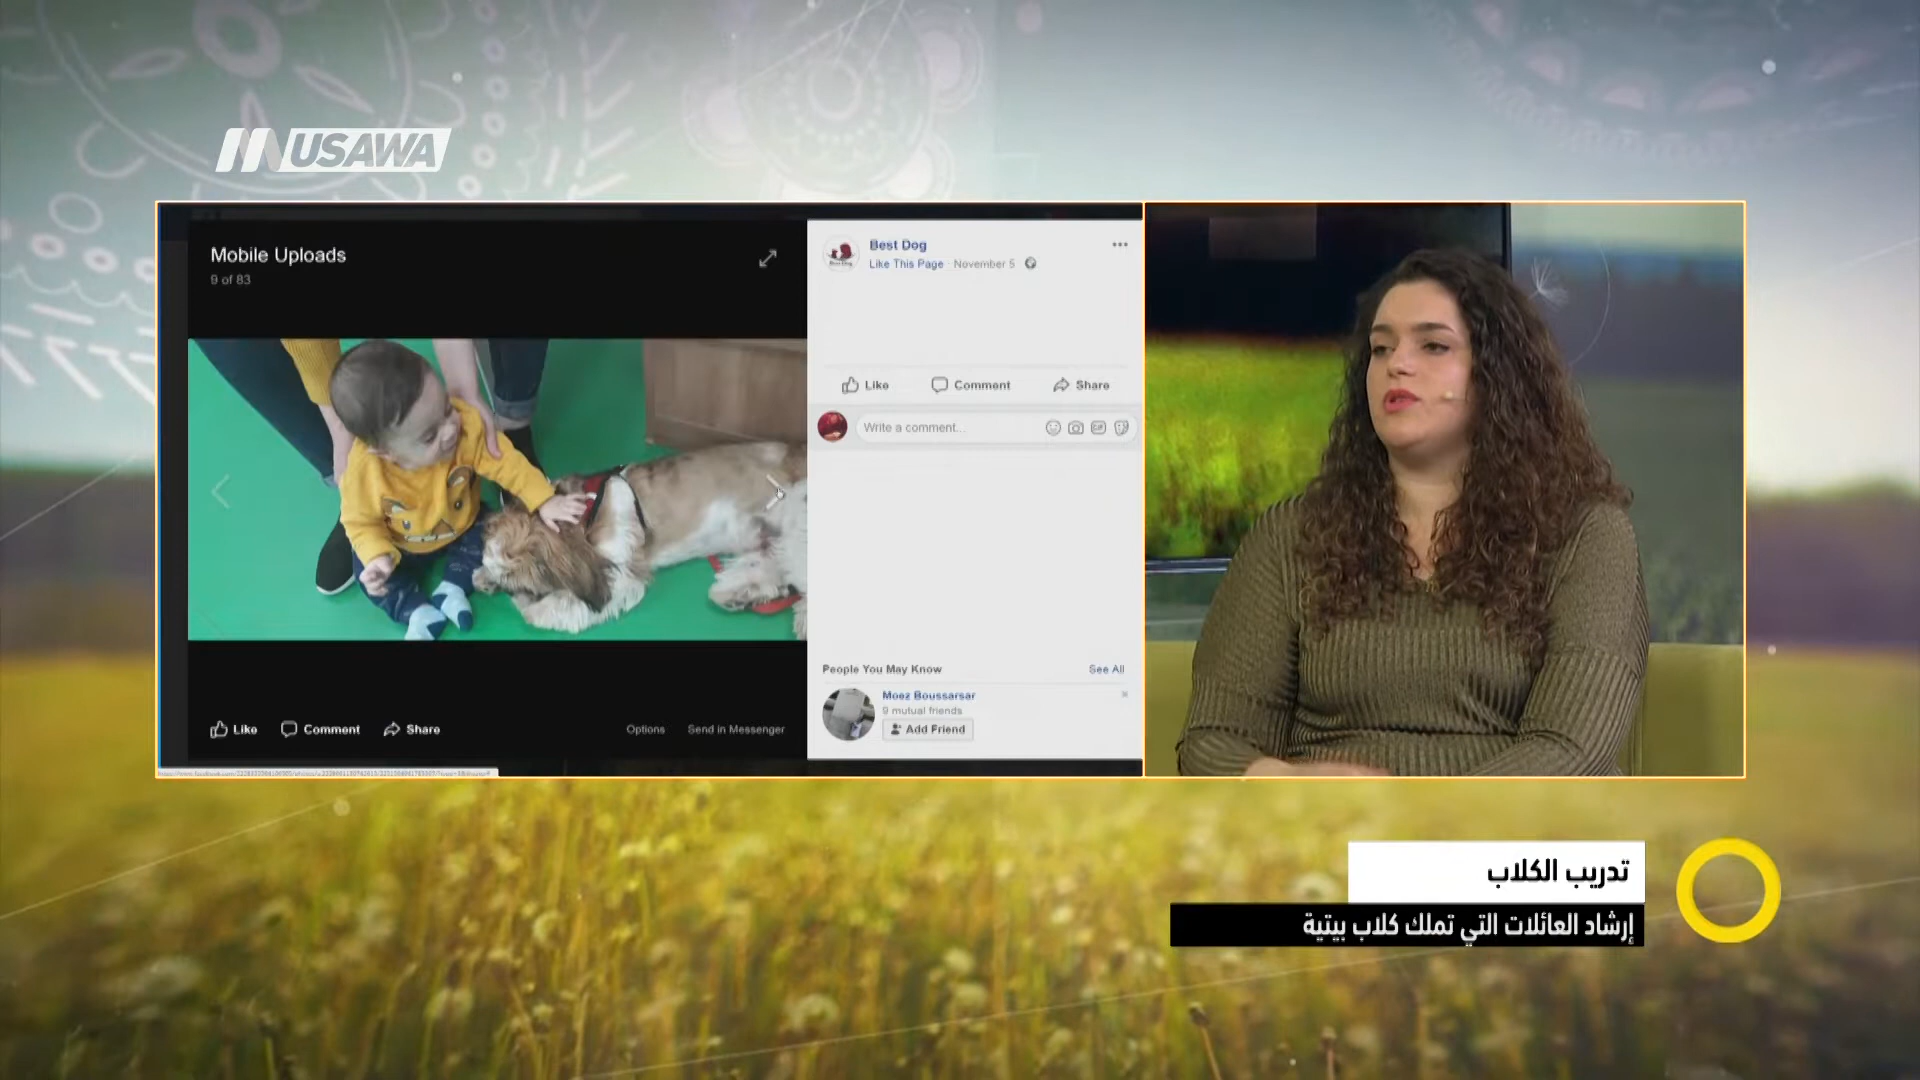 MUSAWA
Mobile Uploads
9 of 83
Best Dog
Like This Page · November 5
Like Comment Share
Write a comment...
People You May Know
See All
Moez Boussarsar
9 mutual friends
Add Friend
Like Comment Share
Options Send in Messenger
تدريب الكلاب
إرشاد العائلات التي تملك كلاب بيتية